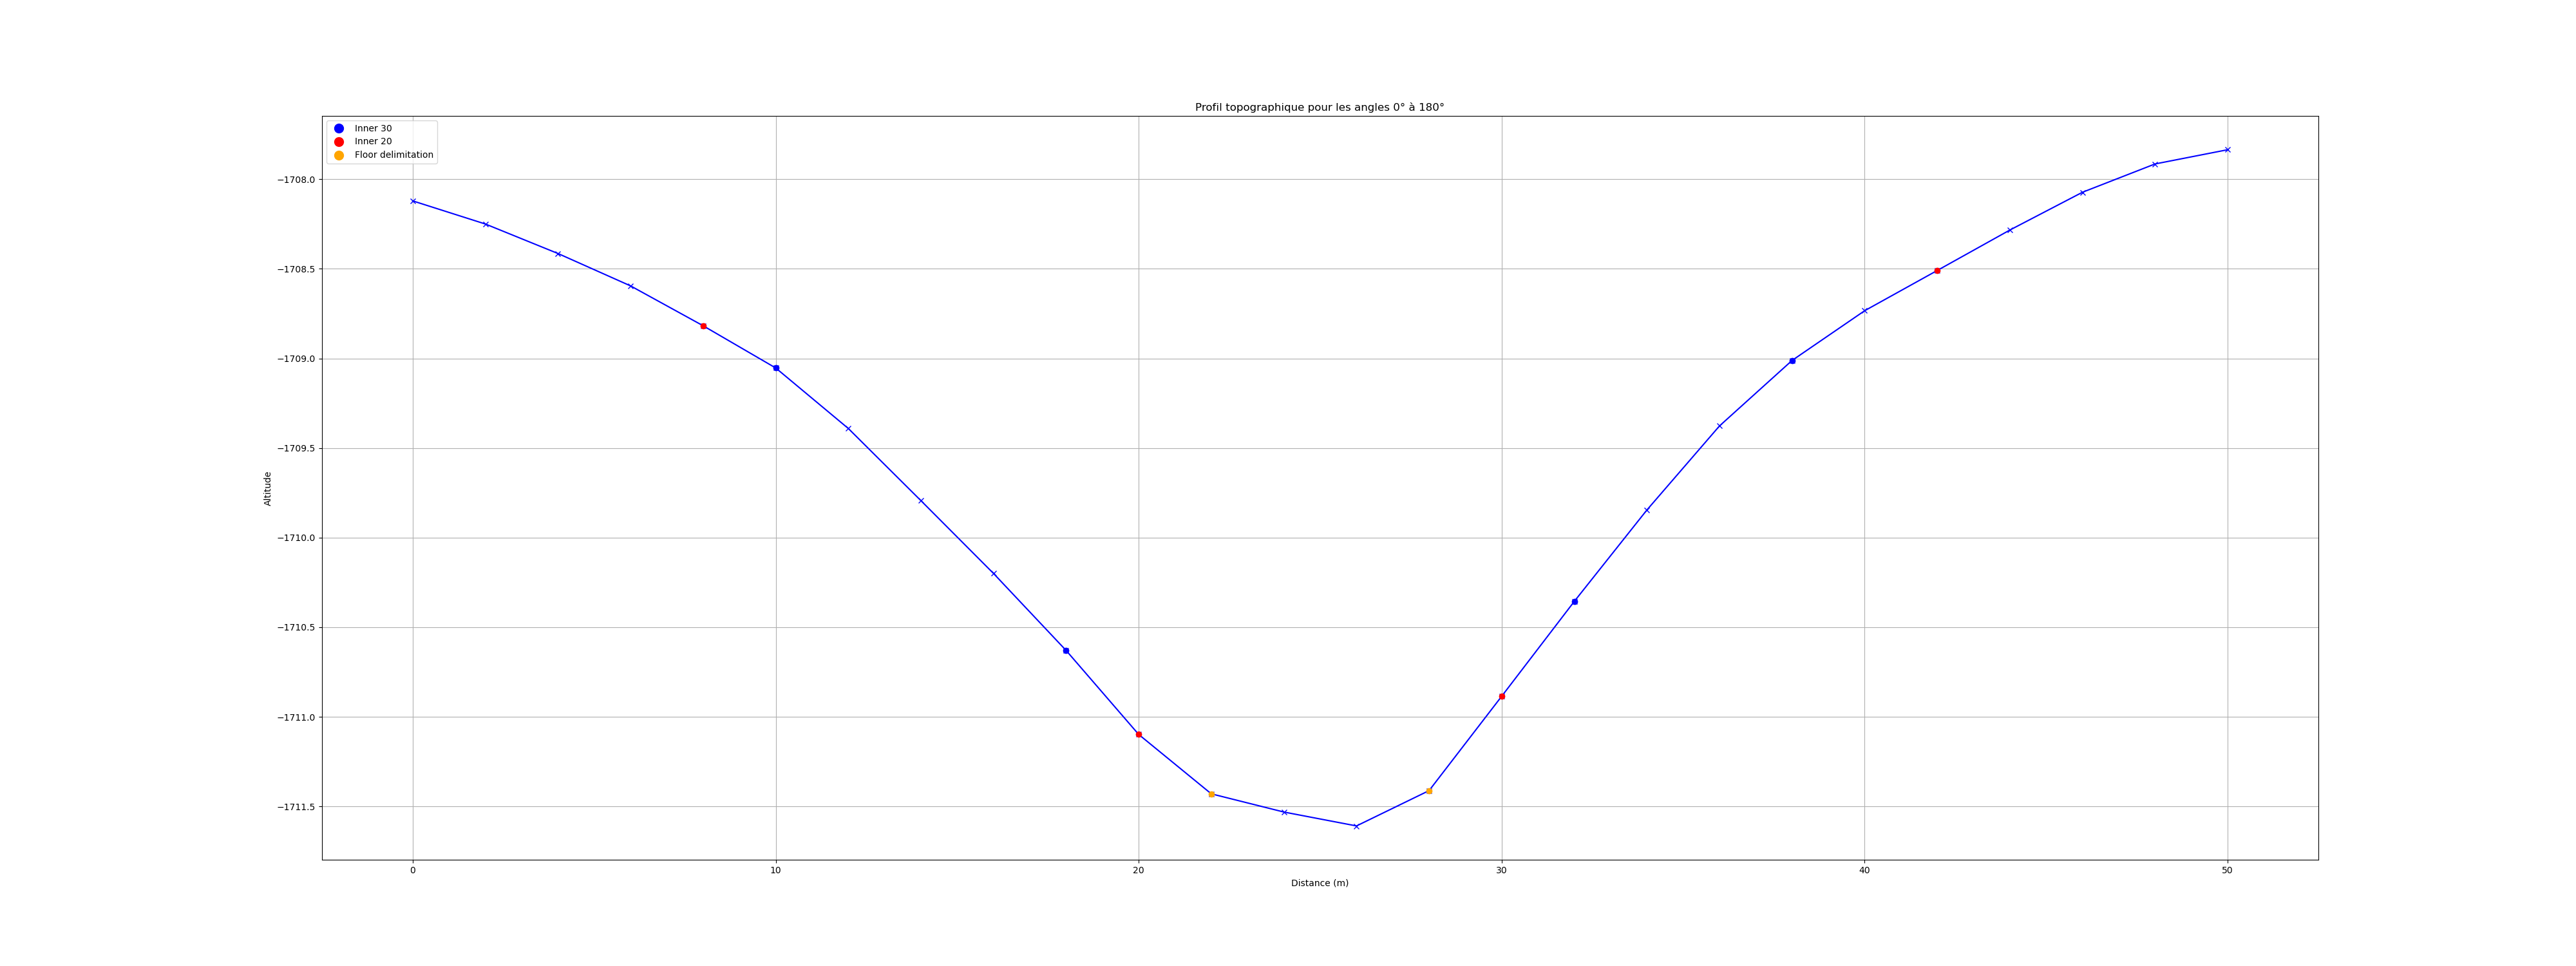 Profil topographique pour les angles 0° à 180°
Inner 30
Inner 20
Floor delimitation
−1708.0
−1708.5
−1709.0
−1709.5
−1710.0
−1710.5
−1711.0
−1711.5
Altitude
0 10 20 30 40 50
Distance (m)